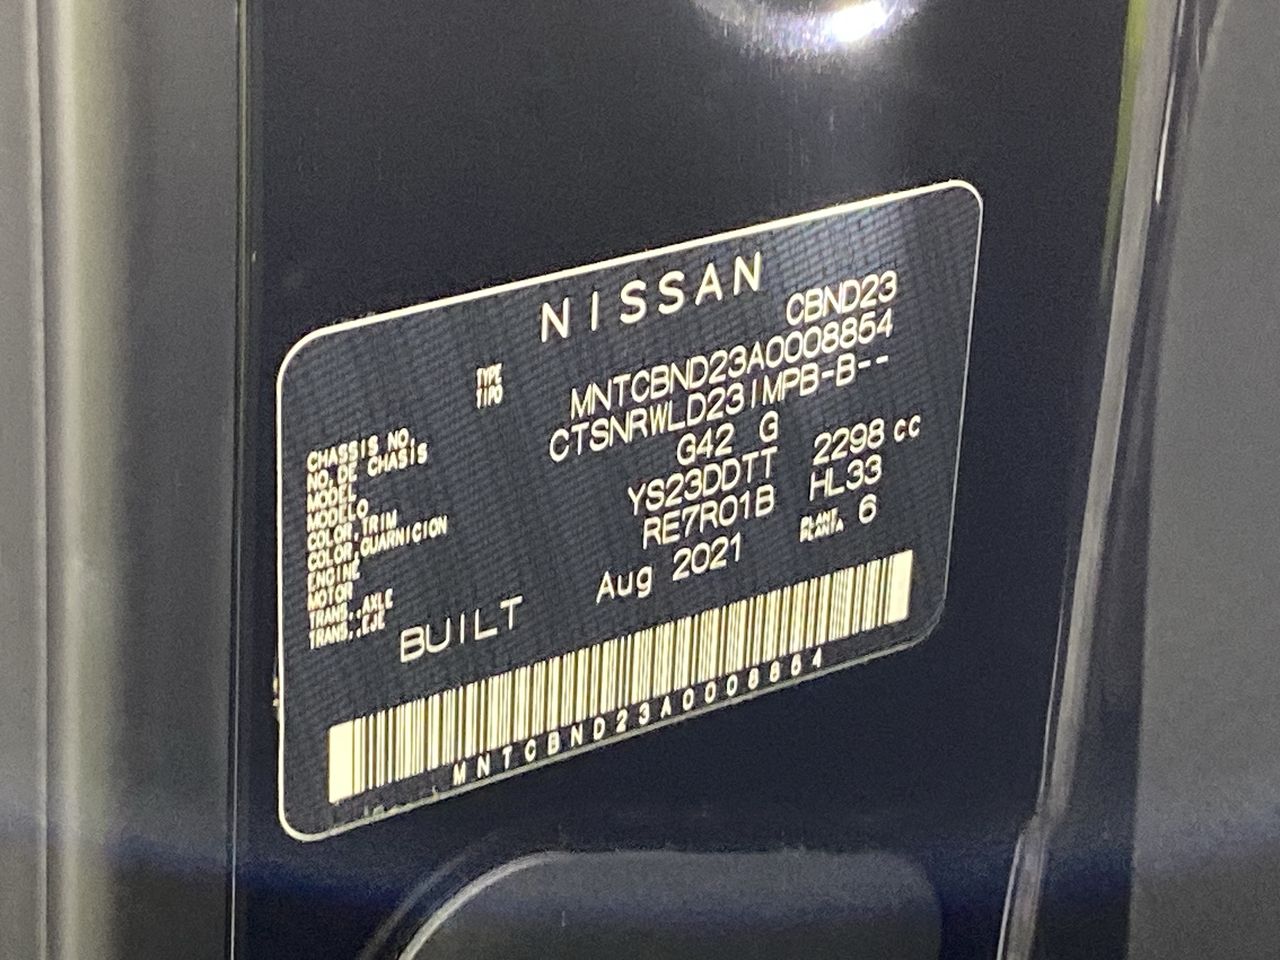 NISSAN
TYPE
TIPO
CBND23
CHASSIS NO.
NO. DE CHASIS
MNTCBND23A0008854
MODEL
MODELO
CTSNRWLD23IMPB-B--
COLOR, TRIM
COLOR, GUARNICION
G42 G
ENGINE
MOTOR
YS23DDTT 2298 cc
TRANS., AXLE
TRANS., EJE
RE7R01B HL33
BUILT Aug 2021
PLANT
PLANTA
6
MNTCBND23A0008854